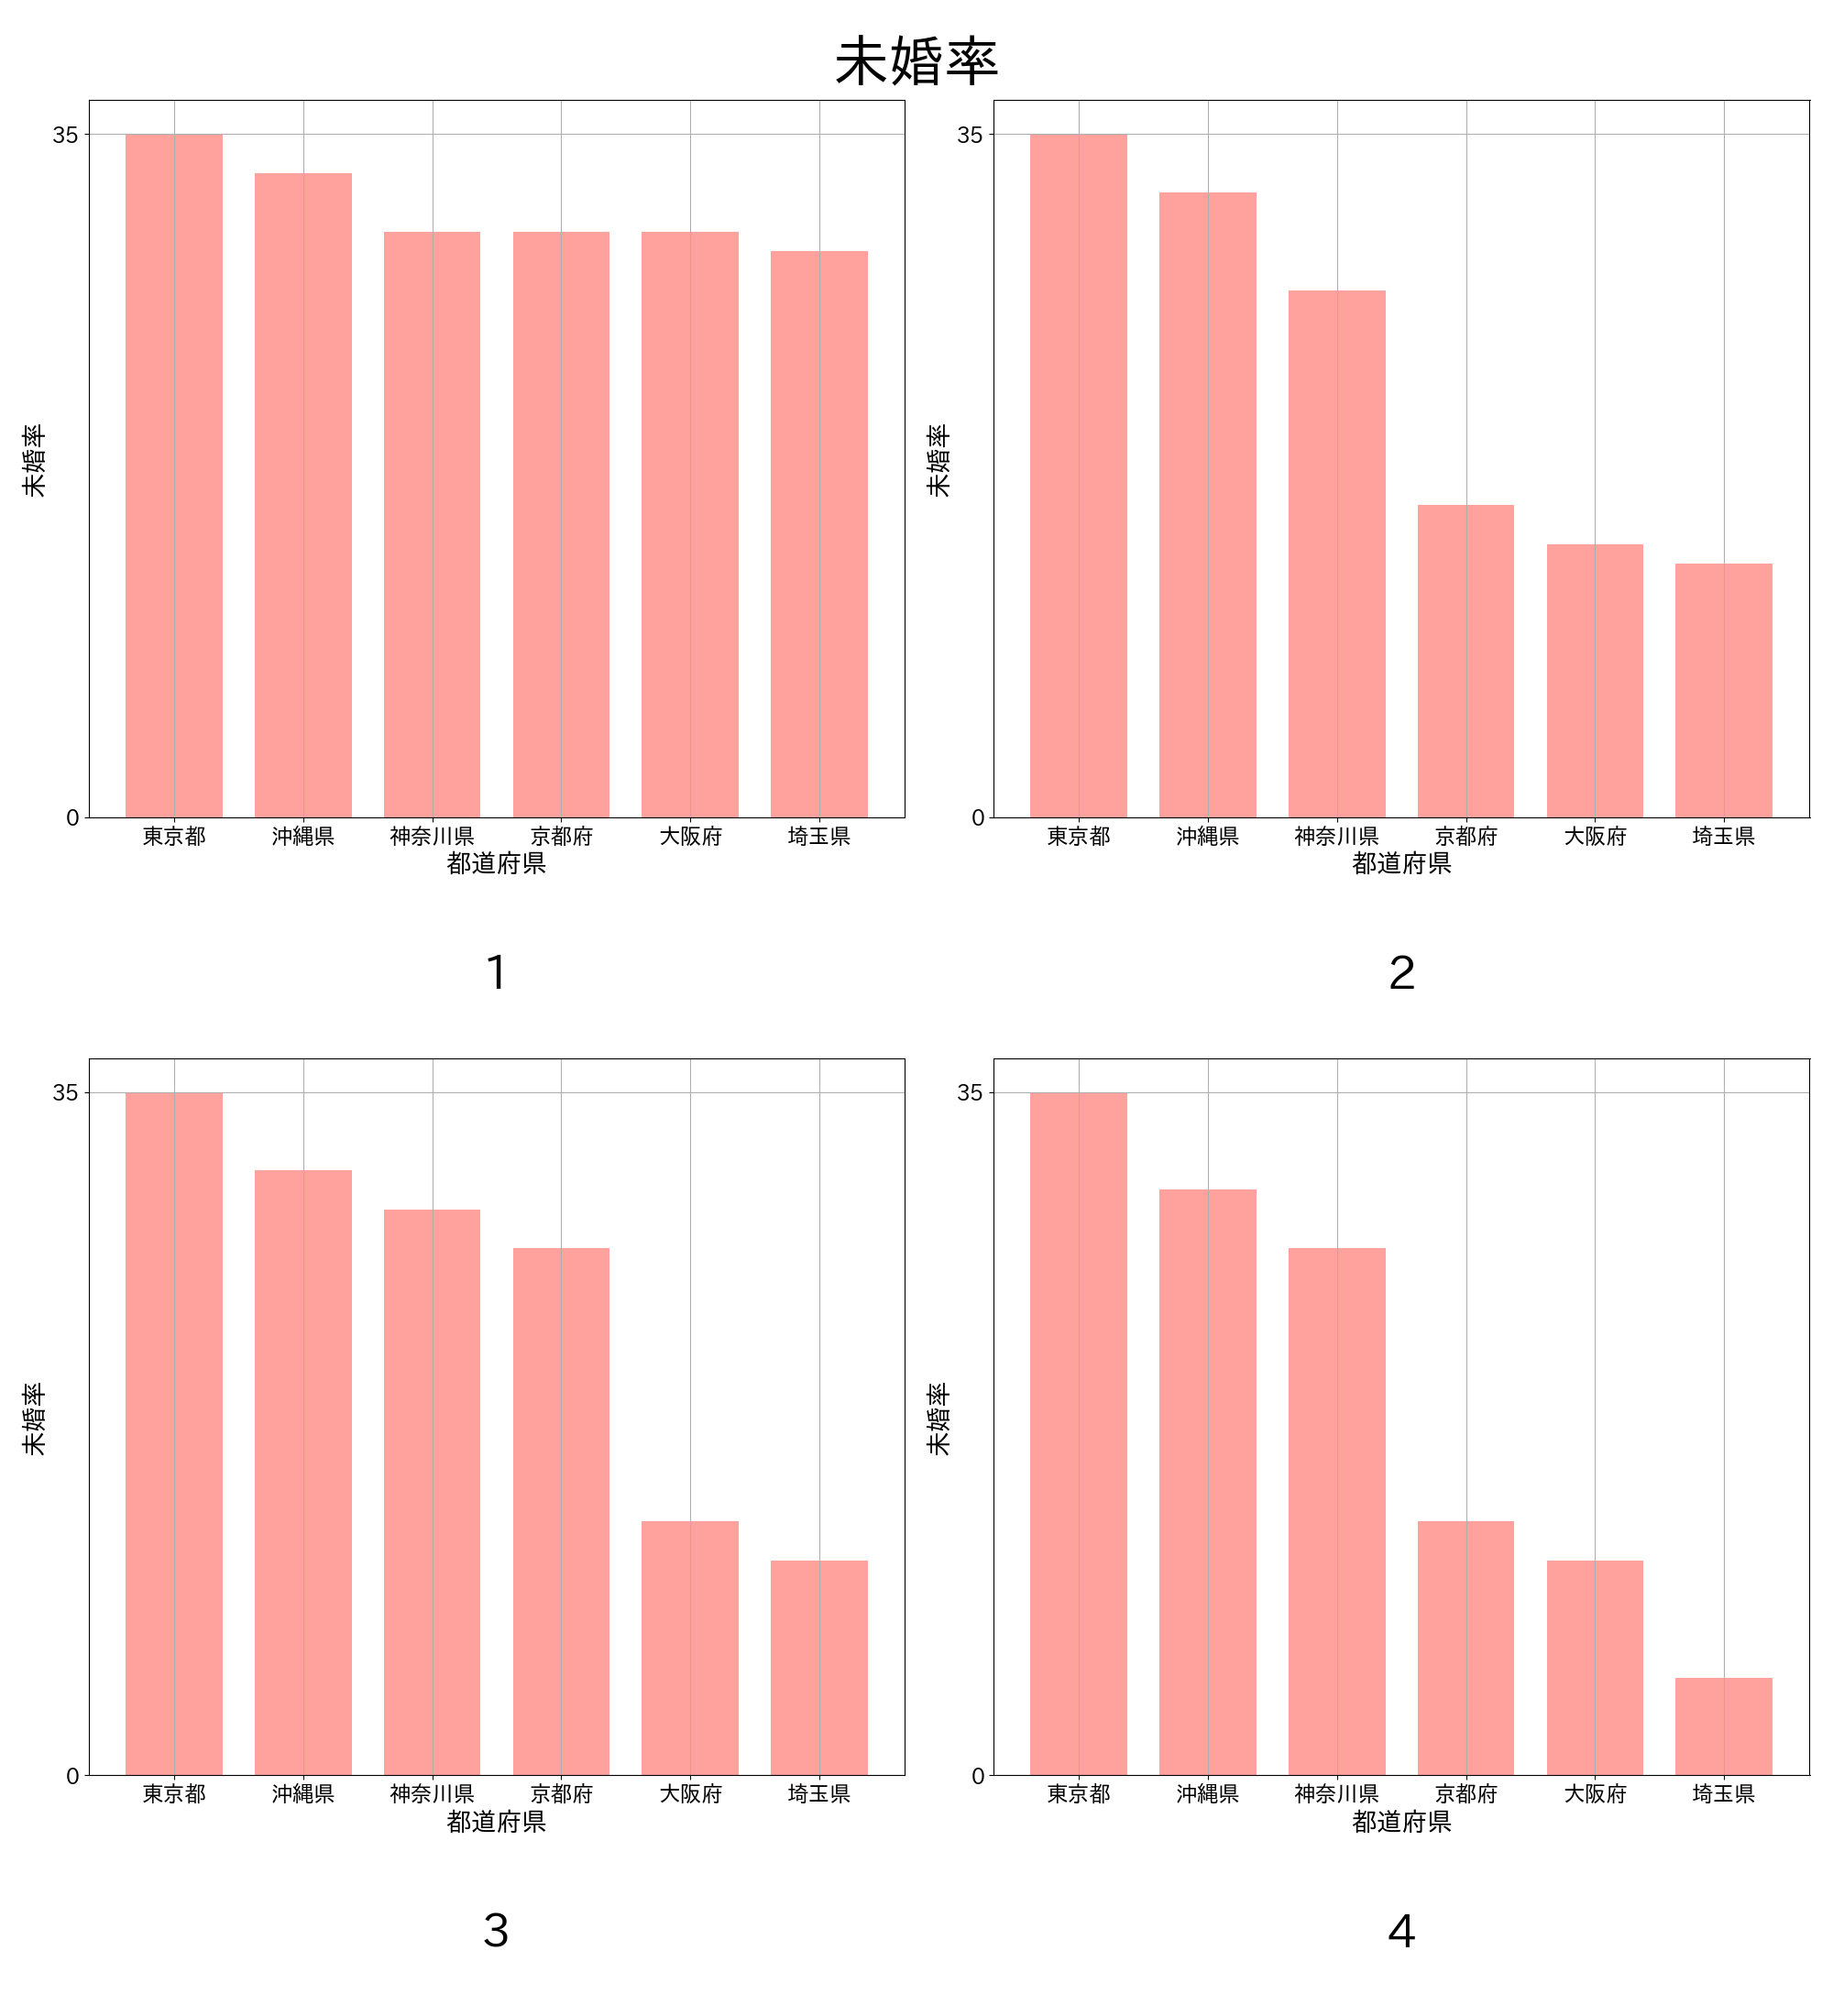 未婚率
35
0
未婚率
東京都 沖縄県 神奈川県 京都府 大阪府 埼玉県
都道府県
1
35
0
未婚率
東京都 沖縄県 神奈川県 京都府 大阪府 埼玉県
都道府県
2
35
0
未婚率
東京都 沖縄県 神奈川県 京都府 大阪府 埼玉県
都道府県
3
35
0
未婚率
東京都 沖縄県 神奈川県 京都府 大阪府 埼玉県
都道府県
4